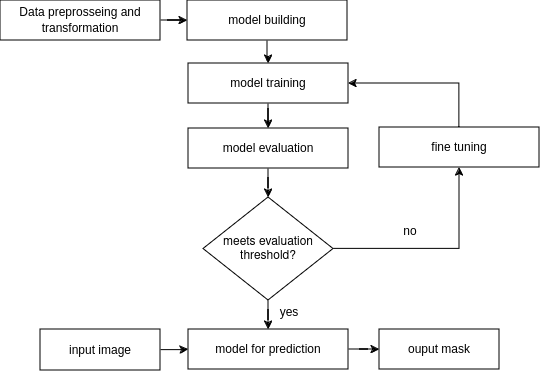 Data preprosseing and
transformation
model building
model training
model evaluation
fine tuning
meets evaluation
threshold?
no
yes
input image
model for prediction
ouput mask